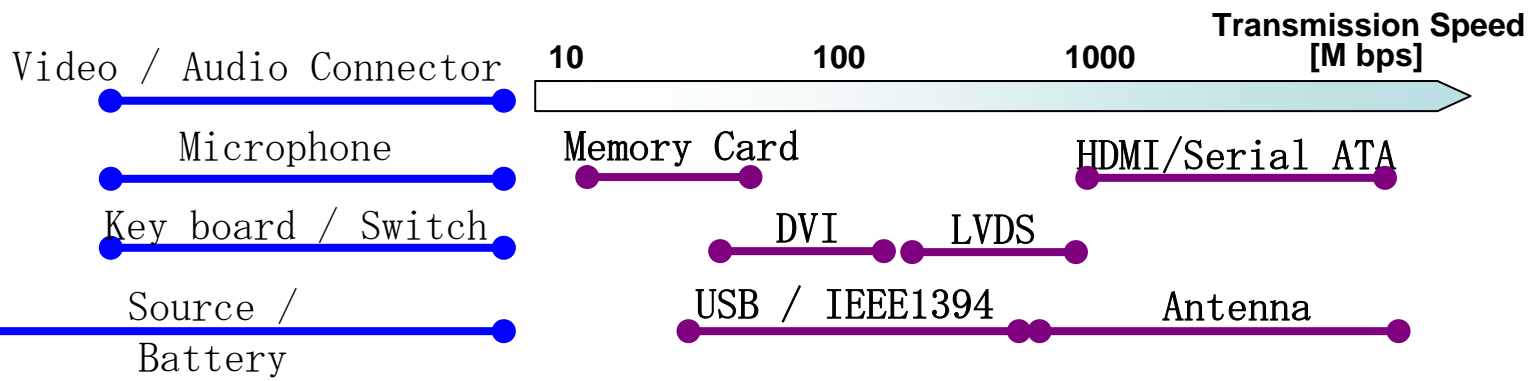 Transmission Speed
[M bps]
10 100 1000
Video / Audio Connector
Microphone
Memory Card
HDMI/Serial ATA
Key board / Switch
DVI
LVDS
Source /
Battery
USB / IEEE1394
Antenna